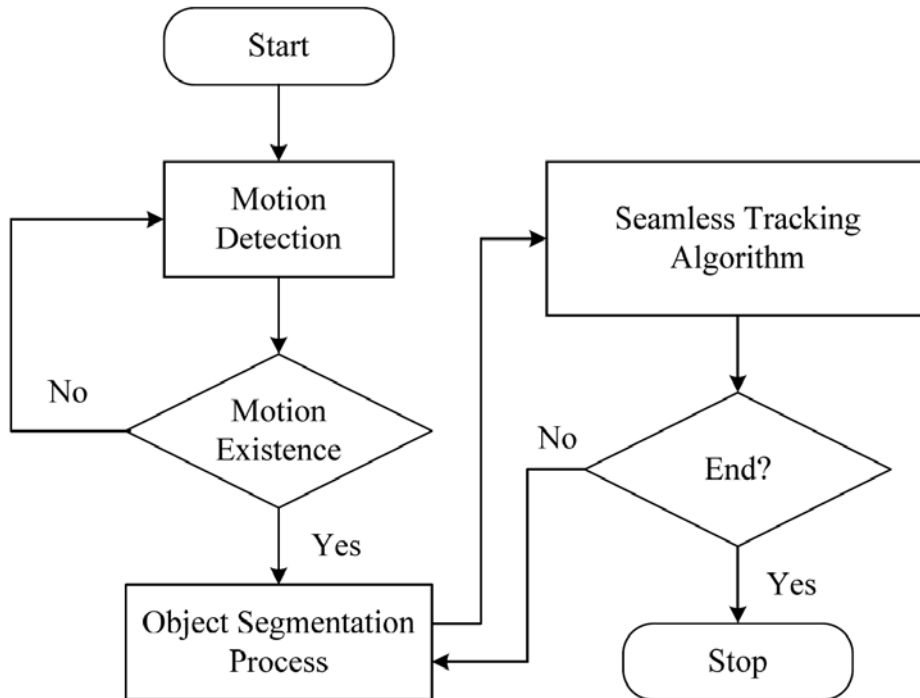 Start
Motion
Detection
No
Motion
Existence
Yes
Object Segmentation
Process
Seamless Tracking
Algorithm
No
End?
Yes
Stop